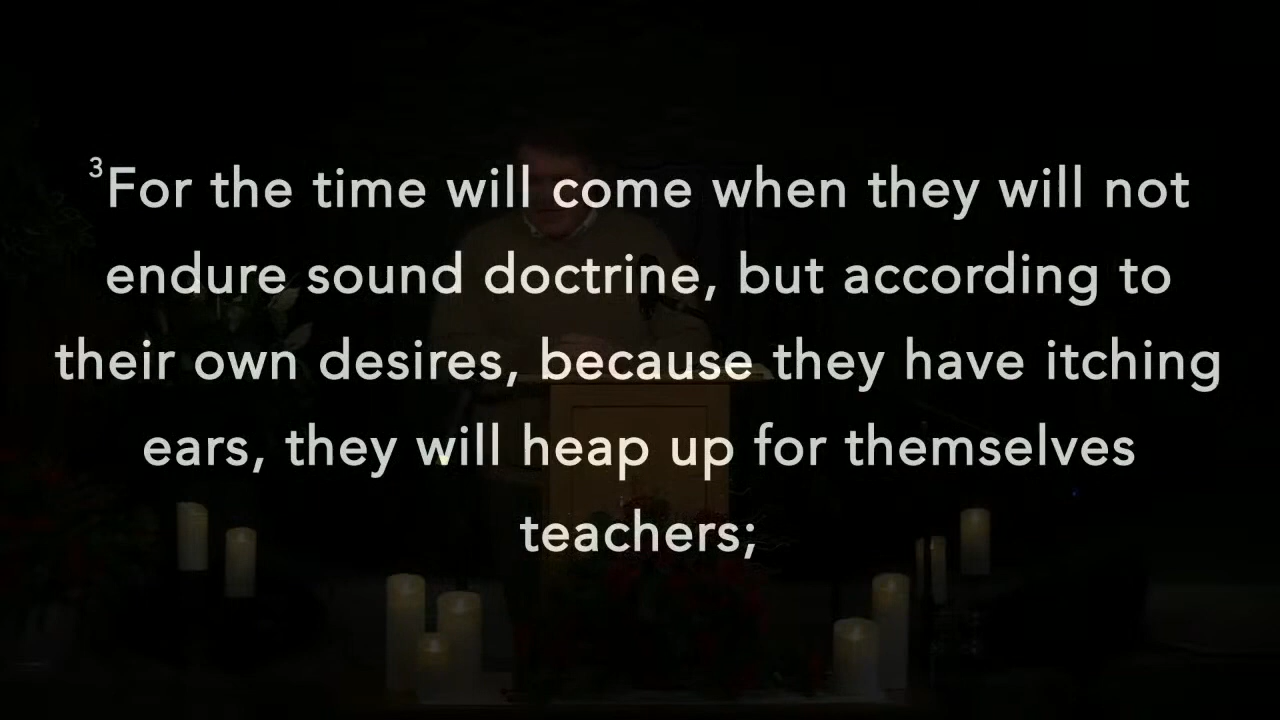 ³For the time will come when they will not
endure sound doctrine, but according to
their own desires, because they have itching
ears, they will heap up for themselves
teachers;